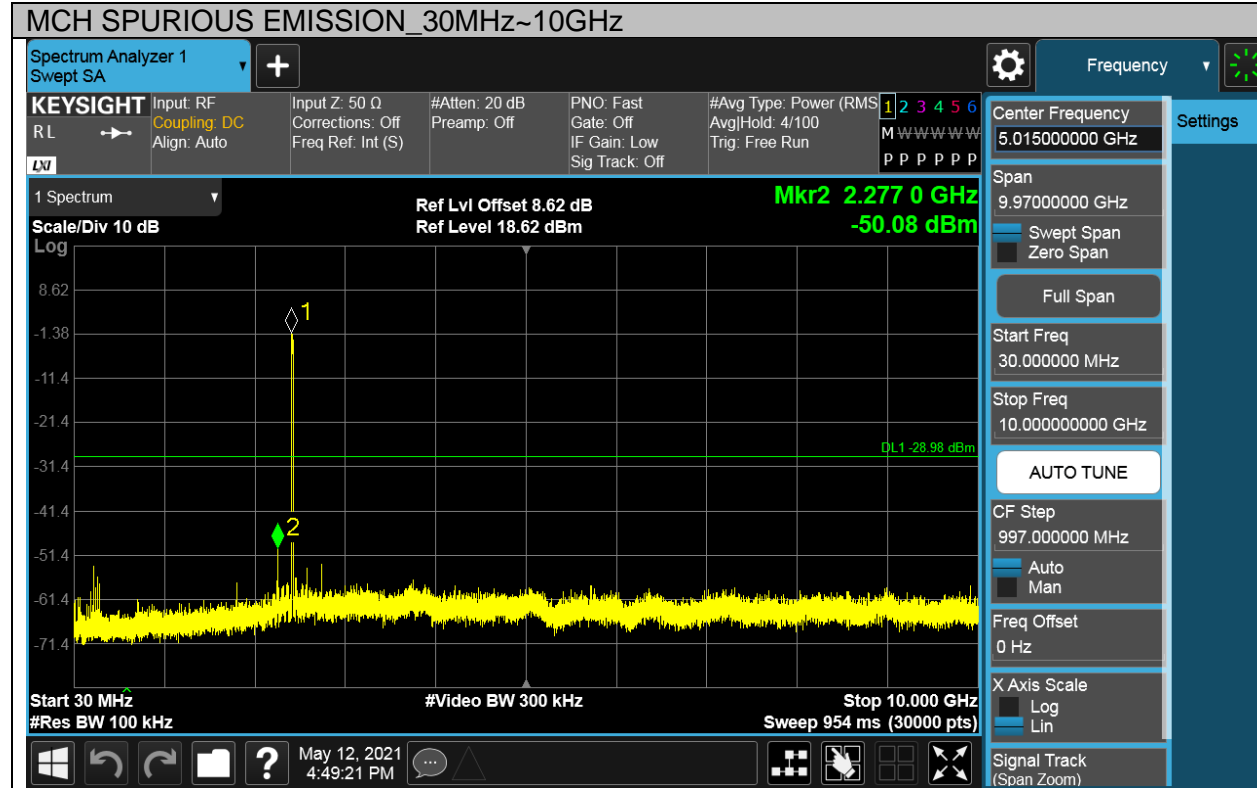 MCH SPURIOUS EMISSION_30MHz~10GHz
Spectrum Analyzer 1
Swept SA
Frequency
KEYSIGHT
R L
LXI
Input: RF
Coupling: DC
Align: Auto
Input Z: 50 Ω
Corrections: Off
Freq Ref: Int (S)
#Atten: 20 dB
Preamp: Off
PNO: Fast
Gate: Off
IF Gain: Low
Sig Track: Off
#Avg Type: Power (RMS
Avg|Hold: 4/100
Trig: Free Run
1 2 3 4 5 6
M W W W W W
P P P P P P
1 Spectrum
Scale/Div 10 dB
Log
Ref Lvl Offset 8.62 dB
Ref Level 18.62 dBm
Mkr2 2.277 0 GHz
-50.08 dBm
8.62
-1.38
-11.4
-21.4
-31.4
-41.4
-51.4
-61.4
-71.4
1
2
DL1 -28.98 dBm
Start 30 MHz
#Res BW 100 kHz
#Video BW 300 kHz
Stop 10.000 GHz
Sweep 954 ms (30000 pts)
?
May 12, 2021
4:49:21 PM
Center Frequency
5.015000000 GHz
Span
9.97000000 GHz
Swept Span
Zero Span
Full Span
Start Freq
30.000000 MHz
Stop Freq
10.000000000 GHz
AUTO TUNE
CF Step
997.000000 MHz
Auto
Man
Freq Offset
0 Hz
X Axis Scale
Log
Lin
Signal Track
(Span Zoom)
Settings